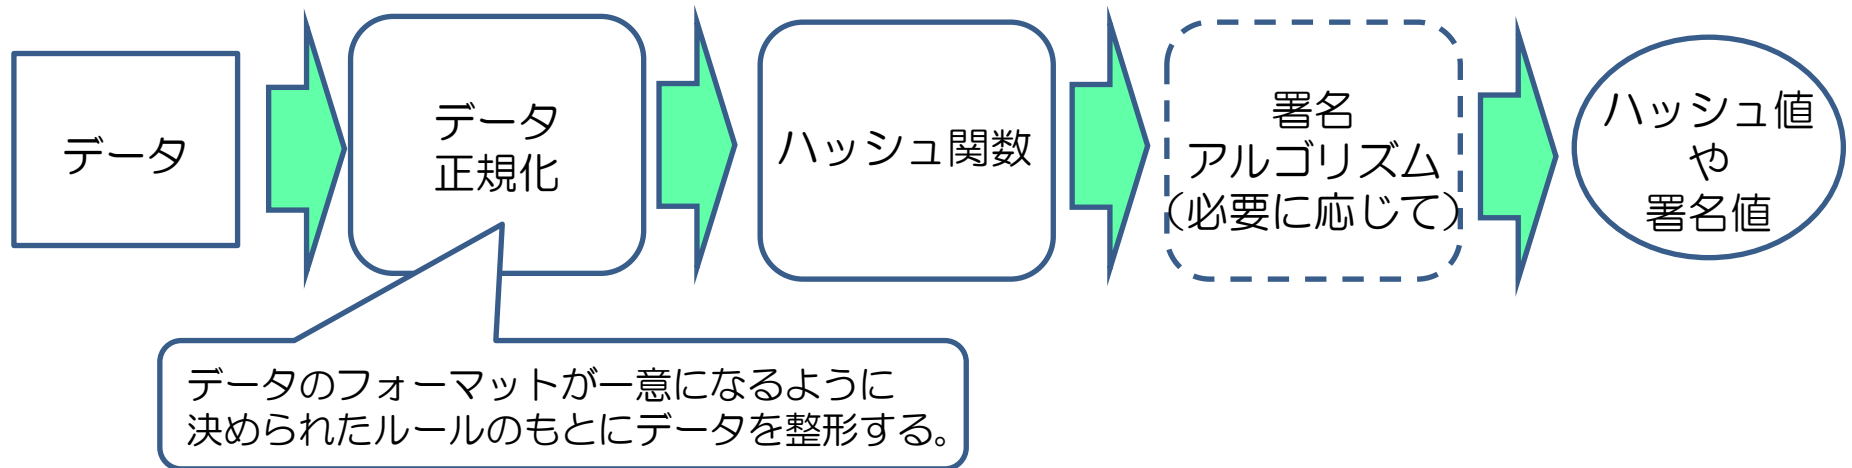 データ
データ
正規化
ハッシュ関数
署名
アルゴリズム
(必要に応じて)
ハッシュ値
や
署名値
データのフォーマットが一意になるように
決められたルールのもとにデータを整形する。